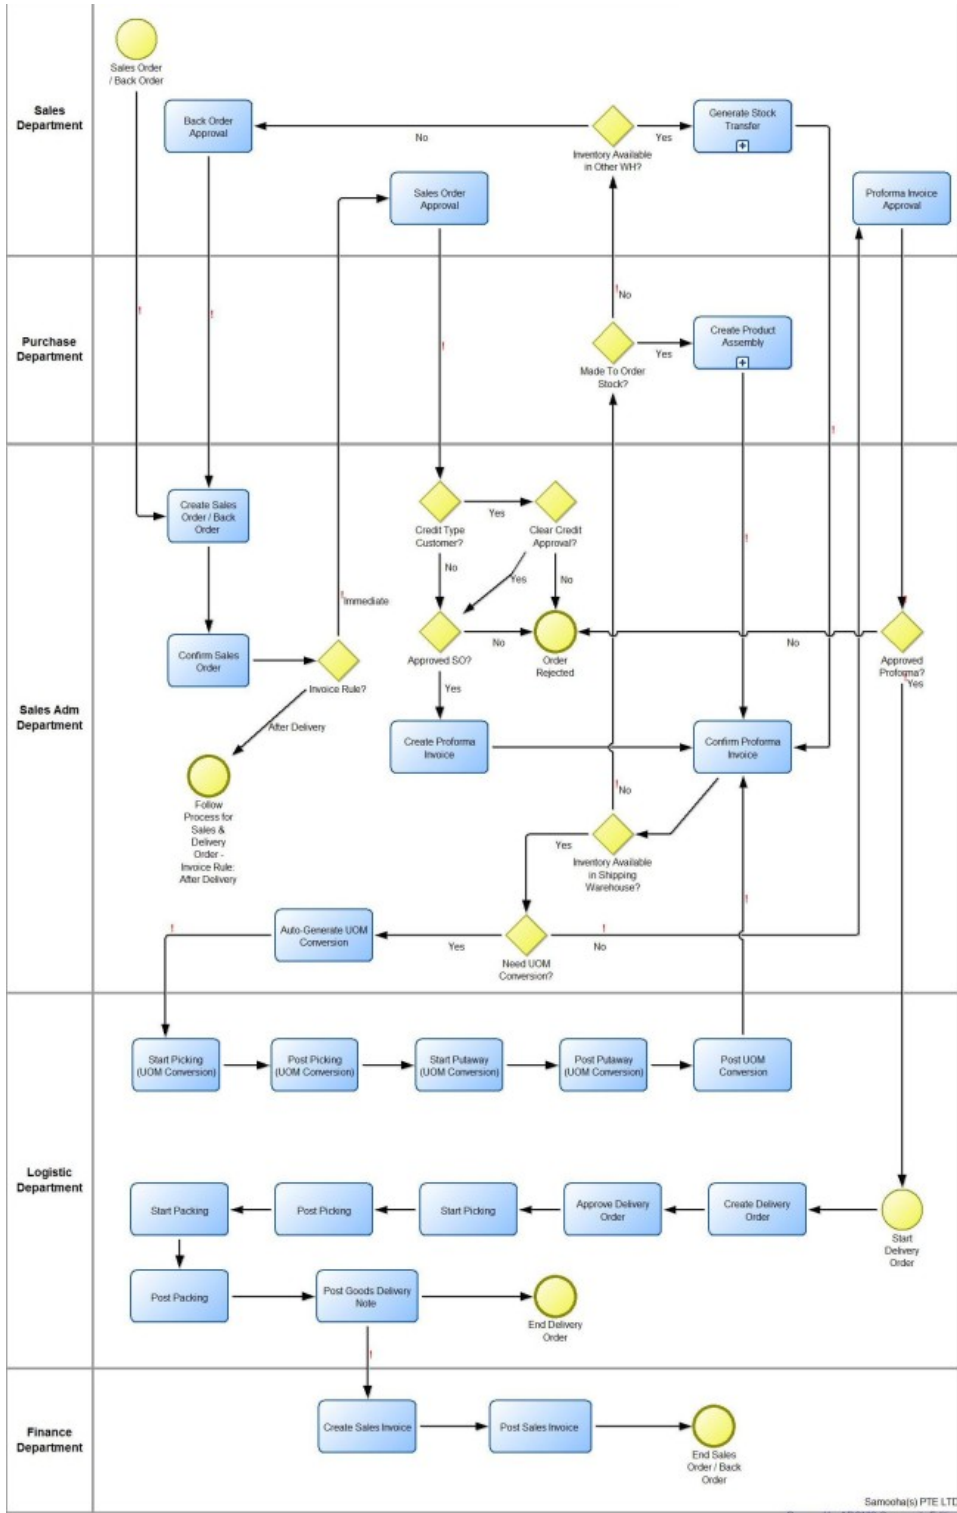 Sales Order
/ Back Order
Sales
Department
Back Order
Approval
No
Inventory Available
in Other WH?
Yes
Generate Stock
Transfer
Sales Order
Approval
Proforma Invoice
Approval
!
!
!
No
Purchase
Department
Made To Order
Stock?
Yes
Create Product
Assembly
!
!
Create Sales
Order / Back
Order
Credit Type
Customer?
Yes
Clear Credit
Approval?
!
No
Yes
No
!
Immediate
!
Confirm Sales
Order
Invoice Rule?
Approved SO?
No
Order
Rejected
No
Approved
Proforma?
!
Yes
Sales Adm
Department
Yes
After Delivery
Create Proforma
Invoice
Confirm Proforma
Invoice
Follow
Process for
Sales &
Delivery
Order -
Invoice Rule:
After Delivery
!
No
Yes
Inventory Available
in Shipping
Warehouse?
!
!
Auto-Generate UOM
Conversion
Yes
Need UOM
Conversion?
!
No
Start Picking
(UOM Conversion)
Post Picking
(UOM Conversion)
Start Putaway
(UOM Conversion)
Post Putaway
(UOM Conversion)
Post UOM
Conversion
Logistic
Department
Start Packing
Post Picking
Start Picking
Approve Delivery
Order
Create Delivery
Order
Start
Delivery
Order
Post Packing
Post Goods Delivery
Note
End Delivery
Order
!
Finance
Department
Create Sales Invoice
Post Sales Invoice
End Sales
Order / Back
Order
Samooha(s) PTE LTD